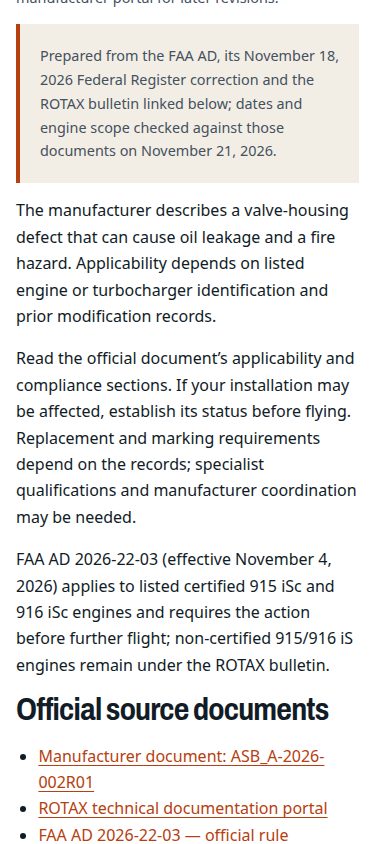 manufacturer portal for later revisions.
Prepared from the FAA AD, its November 18,
2026 Federal Register correction and the
ROTAX bulletin linked below; dates and
engine scope checked against those
documents on November 21, 2026.
The manufacturer describes a valve-housing
defect that can cause oil leakage and a fire
hazard. Applicability depends on listed
engine or turbocharger identification and
prior modification records.
Read the official document’s applicability and
compliance sections. If your installation may
be affected, establish its status before flying.
Replacement and marking requirements
depend on the records; specialist
qualifications and manufacturer coordination
may be needed.
FAA AD 2026-22-03 (effective November 4,
2026) applies to listed certified 915 iSc and
916 iSc engines and requires the action
before further flight; non-certified 915/916 iS
engines remain under the ROTAX bulletin.
Official source documents
Manufacturer document: ASB_A-2026-
002R01
ROTAX technical documentation portal
FAA AD 2026-22-03 — official rule